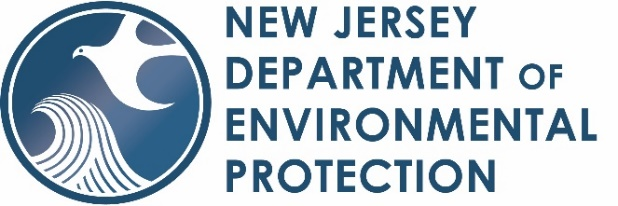 NEW JERSEY
DEPARTMENT OF
ENVIRONMENTAL
PROTECTION